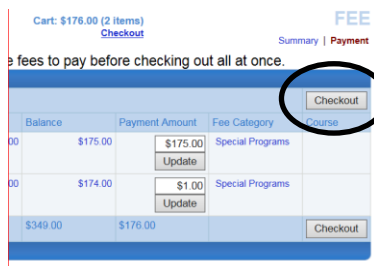 Cart: $176.00 (2 items)
Checkout
FEE
Summary | Payment
e fees to pay before checking out all at once.
Checkout
Balance Payment Amount Fee Category Course
00 $175.00 $175.00 Special Programs
Update
00 $174.00 $1.00 Special Programs
Update
$349.00 $176.00 Checkout